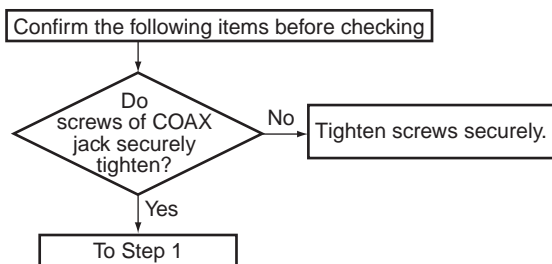 Confirm the following items before checking
Do
screws of COAX
jack securely
tighten?
No
Tighten screws securely.
Yes
To Step 1